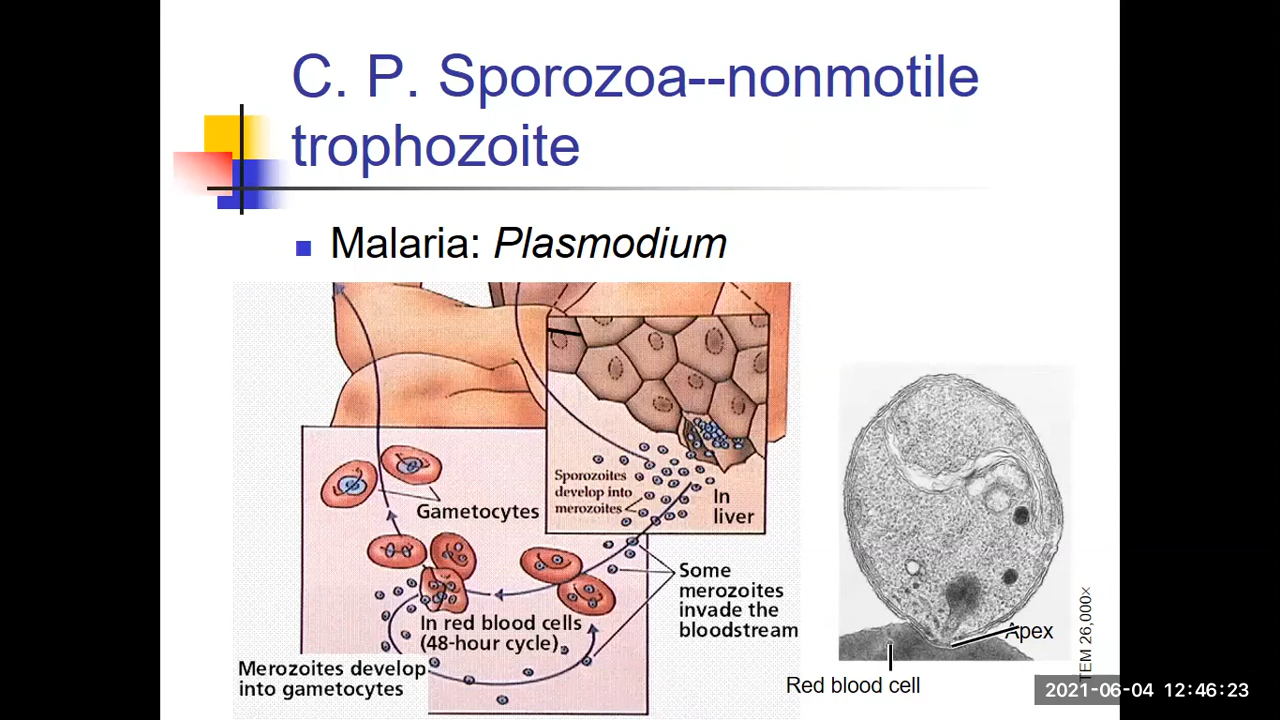 C. P. Sporozoa--nonmotile
trophozoite
Malaria: Plasmodium
Sporozoites
develop into
merozoites
In
liver
Gametocytes
Some
merozoites
invade the
bloodstream
In red blood cells
(48-hour cycle)
Merozoites develop
into gametocytes
Apex
TEM 26,000×
Red blood cell
2021-06-04 12:46:23